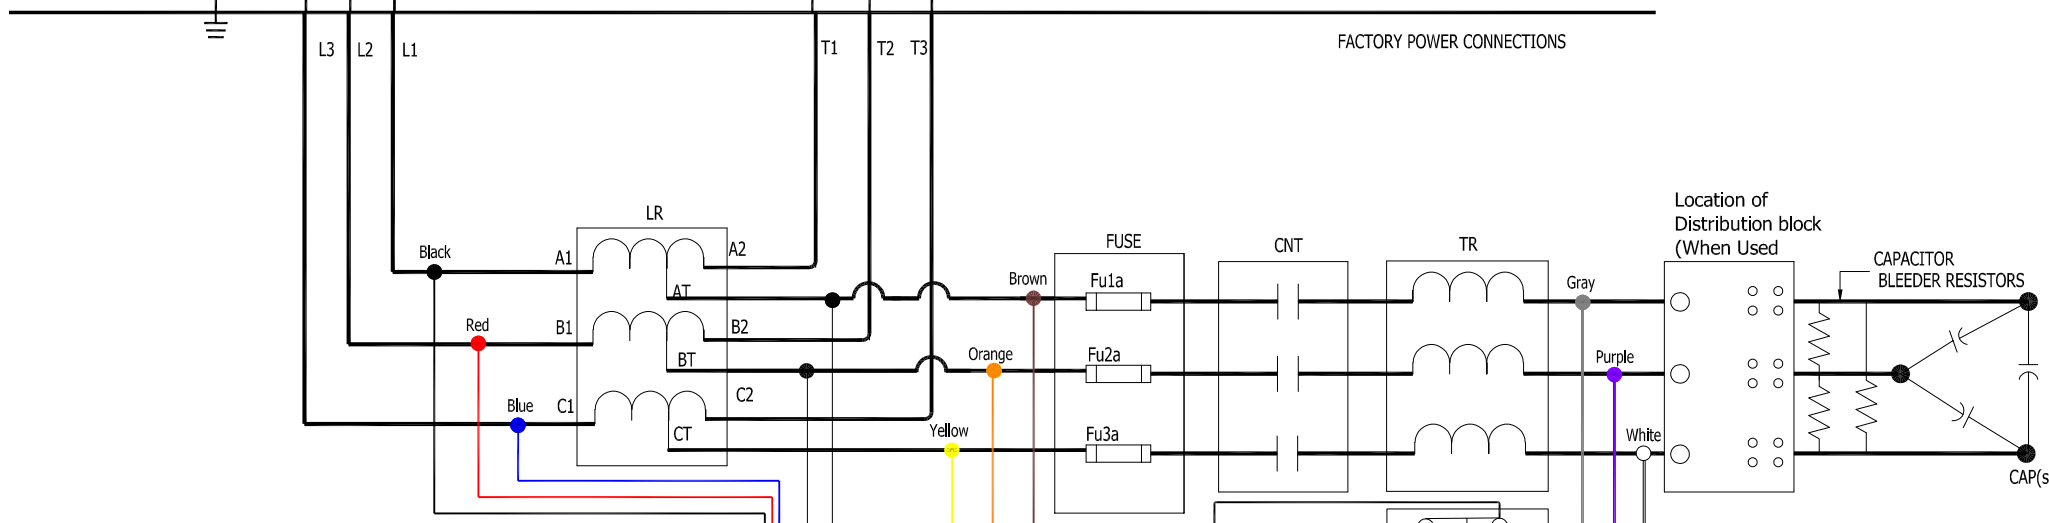 L3 L2 L1 T1 T2 T3
FACTORY POWER CONNECTIONS
Location of
Distribution block
(When Used
LR
FUSE CNT TR
Black A1 A2
CAPACITOR
BLEEDER RESISTORS
Brown Fu1a Gray
AT
Red B1 B2
BT Orange Fu2a Purple
Blue C1 C2
CT Yellow Fu3a White
CAP(s